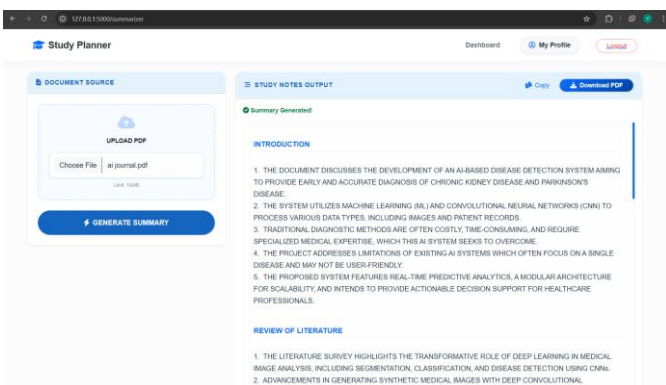 127.0.0.1:5000/summarizer
Study Planner
Dashboard
My Profile
Logout
DOCUMENT SOURCE
UPLOAD PDF
Choose File
ai journal.pdf
GENERATE SUMMARY
STUDY NOTES OUTPUT
Copy
Download PDF
Summary Generated!
INTRODUCTION
1. THE DOCUMENT DISCUSSES THE DEVELOPMENT OF AN AI-BASED DISEASE DETECTION SYSTEM AIMING
TO PROVIDE EARLY AND ACCURATE DIAGNOSIS OF CHRONIC KIDNEY DISEASE AND PARKINSON'S
DISEASE.
2. THE SYSTEM UTILIZES MACHINE LEARNING (ML) AND CONVOLUTIONAL NEURAL NETWORKS (CNN) TO
PROCESS VARIOUS DATA TYPES, INCLUDING IMAGES AND PATIENT RECORDS.
3. TRADITIONAL DIAGNOSTIC METHODS ARE OFTEN COSTLY, TIME-CONSUMING, AND REQUIRE
SPECIALIZED MEDICAL EXPERTISE, WHICH THIS AI SYSTEM SEEKS TO OVERCOME.
4. THE PROJECT ADDRESSES LIMITATIONS OF EXISTING AI SYSTEMS WHICH OFTEN FOCUS ON A SINGLE
DISEASE AND MAY NOT BE USER-FRIENDLY.
5. THE PROPOSED SYSTEM FEATURES REAL-TIME PREDICTIVE ANALYTICS, A MODULAR ARCHITECTURE
FOR SCALABILITY, AND INTENDS TO PROVIDE ACTIONABLE DECISION SUPPORT FOR HEALTHCARE
PROFESSIONALS.
REVIEW OF LITERATURE
1. THE LITERATURE SURVEY HIGHLIGHTS THE TRANSFORMATIVE ROLE OF DEEP LEARNING IN MEDICAL
IMAGE ANALYSIS, INCLUDING SEGMENTATION, CLASSIFICATION, AND DISEASE DETECTION USING CNNs.
2. ADVANCEMENTS IN GENERATING SYNTHETIC MEDICAL IMAGES WITH DEEP CONVOLUTIONAL